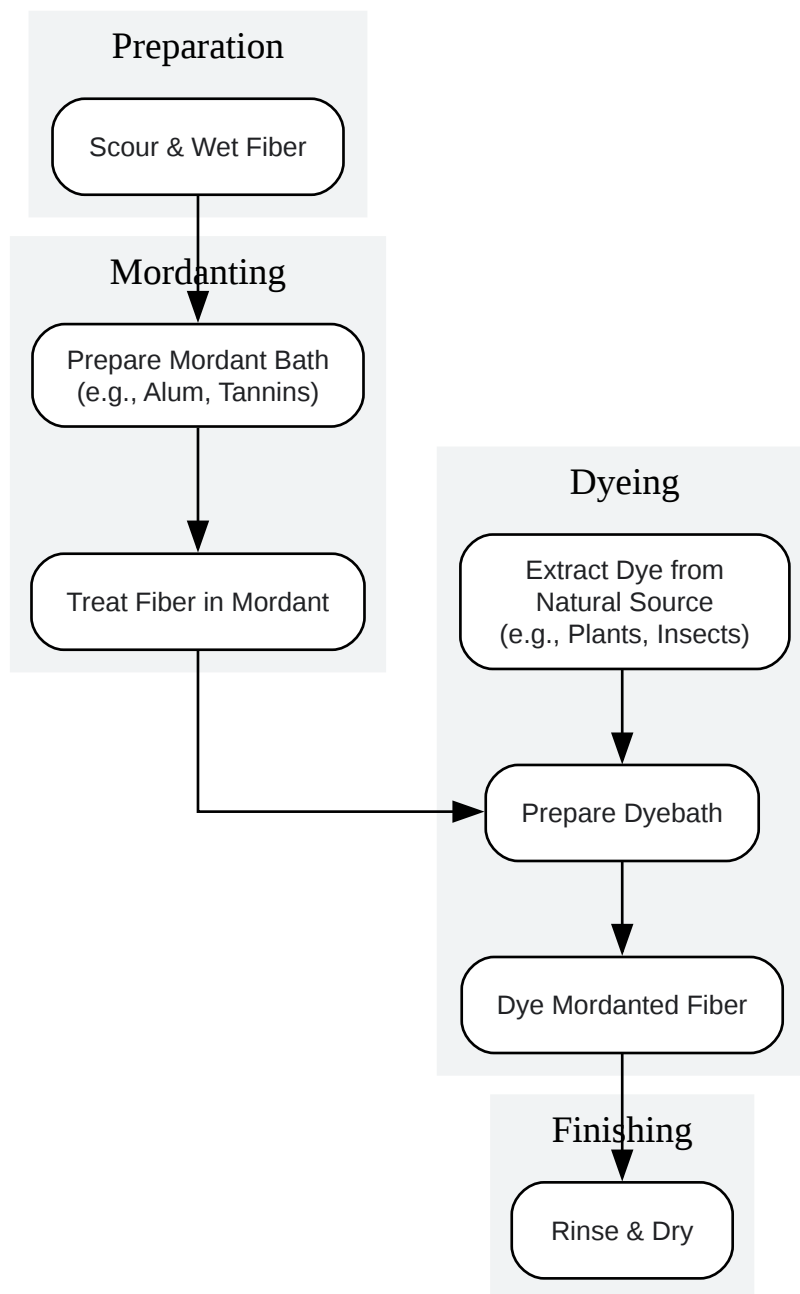 Preparation
Scour & Wet Fiber
Mordanting
Prepare Mordant Bath
(e.g., Alum, Tannins)
Treat Fiber in Mordant
Dyeing
Extract Dye from
Natural Source
(e.g., Plants, Insects)
Prepare Dyebath
Dye Mordanted Fiber
Finishing
Rinse & Dry